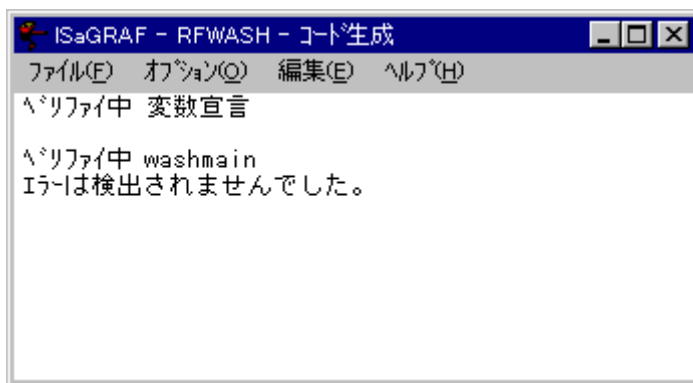 ISaGRAF - RFWASH - ｺｰﾄﾞ生成
ﾌｧｲﾙ(F) ｵﾌﾟｼｮﾝ(O) 編集(E) ﾍﾙﾌﾟ(H)
ﾍﾞﾘﾌｧｲ中 変数宣言
ﾍﾞﾘﾌｧｲ中 washmain
ｴﾗｰは検出されませんでした。